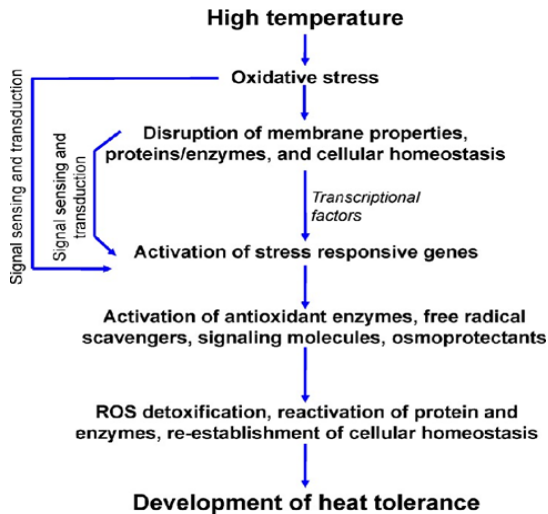 High temperature
Oxidative stress
Signal sensing and transduction
Signal sensing and
transduction
Disruption of membrane properties,
proteins/enzymes, and cellular homeostasis
Transcriptional
factors
Activation of stress responsive genes
Activation of antioxidant enzymes, free radical
scavengers, signaling molecules, osmoprotectants
ROS detoxification, reactivation of protein and
enzymes, re-establishment of cellular homeostasis
Development of heat tolerance